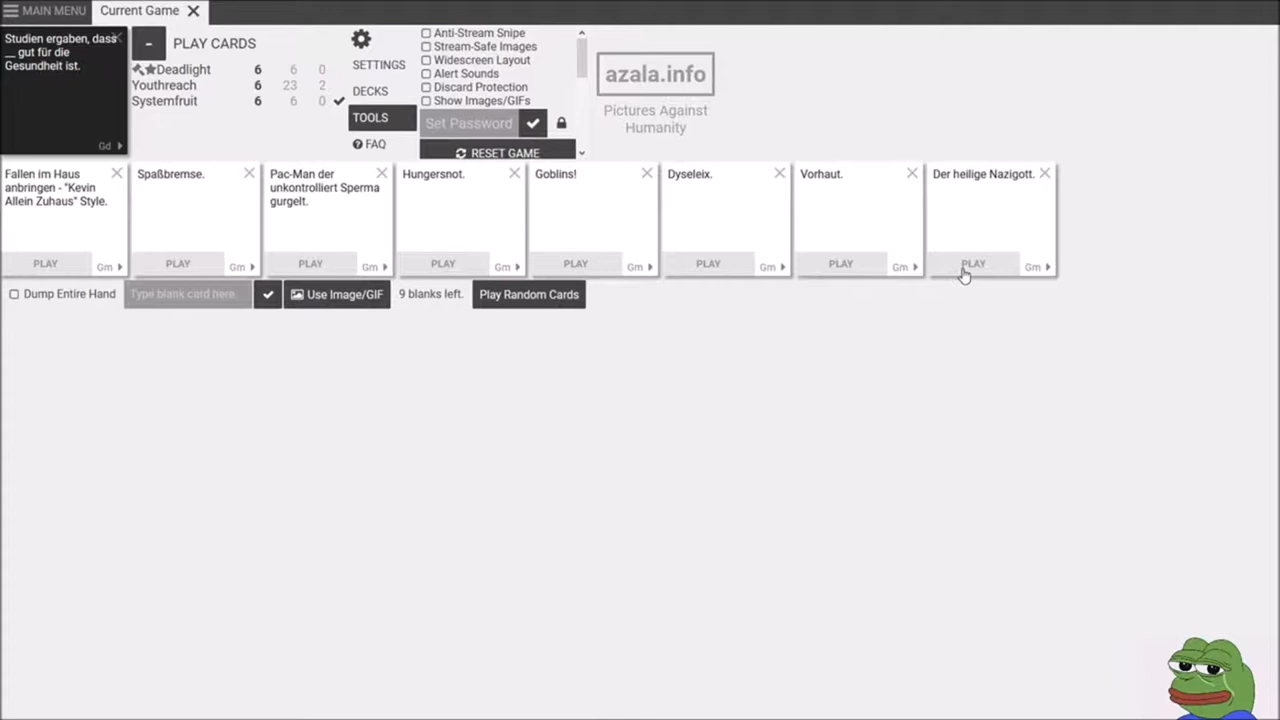 MAIN MENU
Current Game
Studien ergaben, dass
__ gut für die
Gesundheit ist.
Gd
- PLAY CARDS
Deadlight 6 6 0
Youthreach 6 23 2
Systemfruit 6 6 0
SETTINGS
DECKS
TOOLS
FAQ
Anti-Stream Snipe
Stream-Safe Images
Widescreen Layout
Alert Sounds
Discard Protection
Show Images/GIFs
Set Password
RESET GAME
azala.info
Pictures Against
Humanity
Fallen im Haus
anbringen - "Kevin
Allein Zuhaus" Style.
PLAY Gm
Spaßbremse.
PLAY Gm
Pac-Man der
unkontrolliert Sperma
gurgelt.
PLAY Gm
Hungersnot.
PLAY Gm
Goblins!
PLAY Gm
Dyseleix.
PLAY Gm
Vorhaut.
PLAY Gm
Der heilige Nazigott.
PLAY Gm
Dump Entire Hand
Type blank card here.
Use Image/GIF
9 blanks left.
Play Random Cards